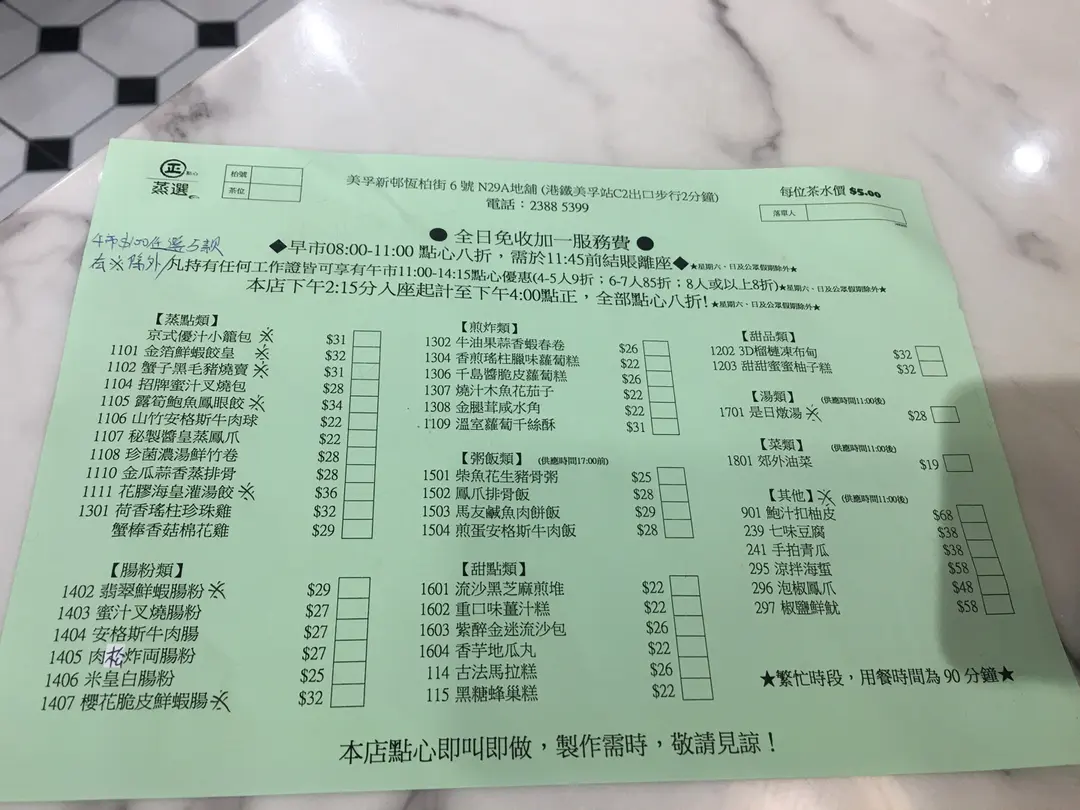 正 點心
蒸選
枱號
茶位
美孚新邨恆柏街 6 號 N29A地舖 (港鐵美孚站C2出口步行2分鐘)
電話：2388 5399
每位茶水價 $5.00
落單人
午市$100任選5款
在※除外
● 全日免收加一服務費 ●
◆早市08:00-11:00 點心八折，需於11:45前結賬離座◆★星期六、日及公眾假期除外★
凡持有任何工作證皆可享有午市11:00-14:15點心優惠(4-5人9折；6-7人85折；8人或以上8折)★星期六、日及公眾假期除外★
本店下午2:15分入座起計至下午4:00點正，全部點心八折!★星期六、日及公眾假期除外★
【蒸點類】
京式優汁小籠包 ※ $31
1101 金箔鮮蝦餃皇 ※ $32
1102 蟹子黑毛豬燒賣 ※ $31
1104 招牌蜜汁叉燒包 $28
1105 露筍鮑魚鳳眼餃 ※ $34
1106 山竹安格斯牛肉球 $22
1107 秘製醬皇蒸鳳爪 $22
1108 珍菌濃湯鮮竹卷 $28
1110 金瓜蒜香蒸排骨 $28
1111 花膠海皇灌湯餃 ※ $36
1301 荷香瑤柱珍珠雞 $32
蟹棒香菇棉花雞 $29
【腸粉類】
1402 翡翠鮮蝦腸粉 ※ $29
1403 蜜汁叉燒腸粉 $27
1404 安格斯牛肉腸 $27
1405 肉松炸両腸粉 $27
1406 米皇白腸粉 $25
1407 櫻花脆皮鮮蝦腸 ※ $32
【煎炸類】
1302 牛油果蒜香蝦春卷 $26
1304 香煎瑤柱臘味蘿蔔糕 $22
1306 千島醬脆皮蘿蔔糕 $26
1307 燒汁木魚花茄子 $22
1308 金腿茸咸水角 $22
1109 溫室蘿蔔千絲酥 $31
【粥飯類】 (供應時間17:00前)
1501 柴魚花生豬骨粥 $25
1502 鳳爪排骨飯 $28
1503 馬友鹹魚肉餅飯 $29
1504 煎蛋安格斯牛肉飯 $28
【甜點類】
1601 流沙黑芝麻煎堆 $22
1602 重口味薑汁糕 $22
1603 紫醉金迷流沙包 $26
1604 香芋地瓜丸 $22
114 古法馬拉糕 $26
115 黑糖蜂巢糕 $22
【甜品類】
1202 3D榴槤凍布甸 $32
1203 甜甜蜜蜜柚子糕 $32
【湯類】 (供應時間11:00後)
1701 是日燉湯 ※ $28
【菜類】 (供應時間11:00後)
1801 郊外油菜 $19
【其他】※ (供應時間11:00後)
901 鮑汁扣柚皮 $68
239 七味豆腐 $38
241 手拍青瓜 $38
295 涼拌海蜇 $58
296 泡椒鳳爪 $48
297 椒鹽鮮魷 $58
★繁忙時段，用餐時間為 90 分鐘★
本店點心即叫即做，製作需時，敬請見諒！